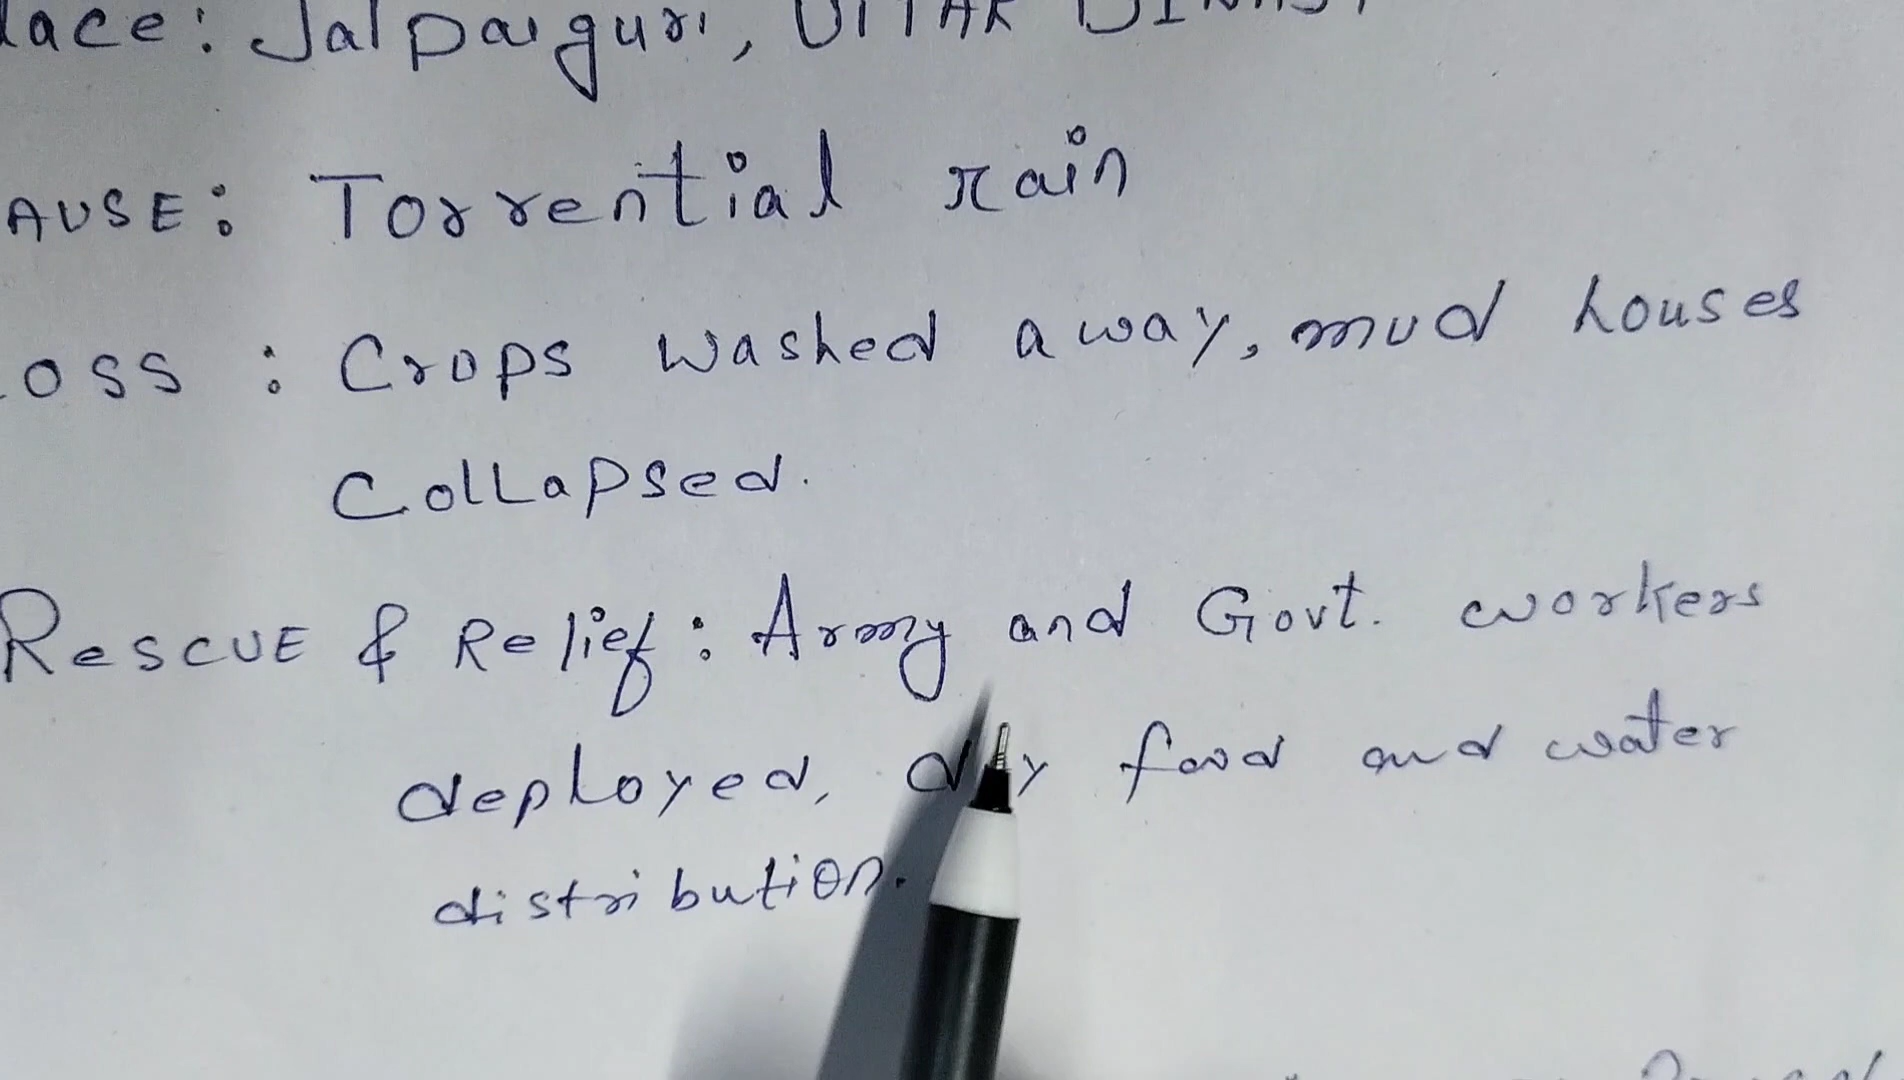 lace: Jalpaiguri, UTTAR
AUSE: Torrential rain
oss: Crops washed away, mud houses
Collapsed.
Rescue & Relief: Army and Govt. workers
deployed, dry food and water
distribution.